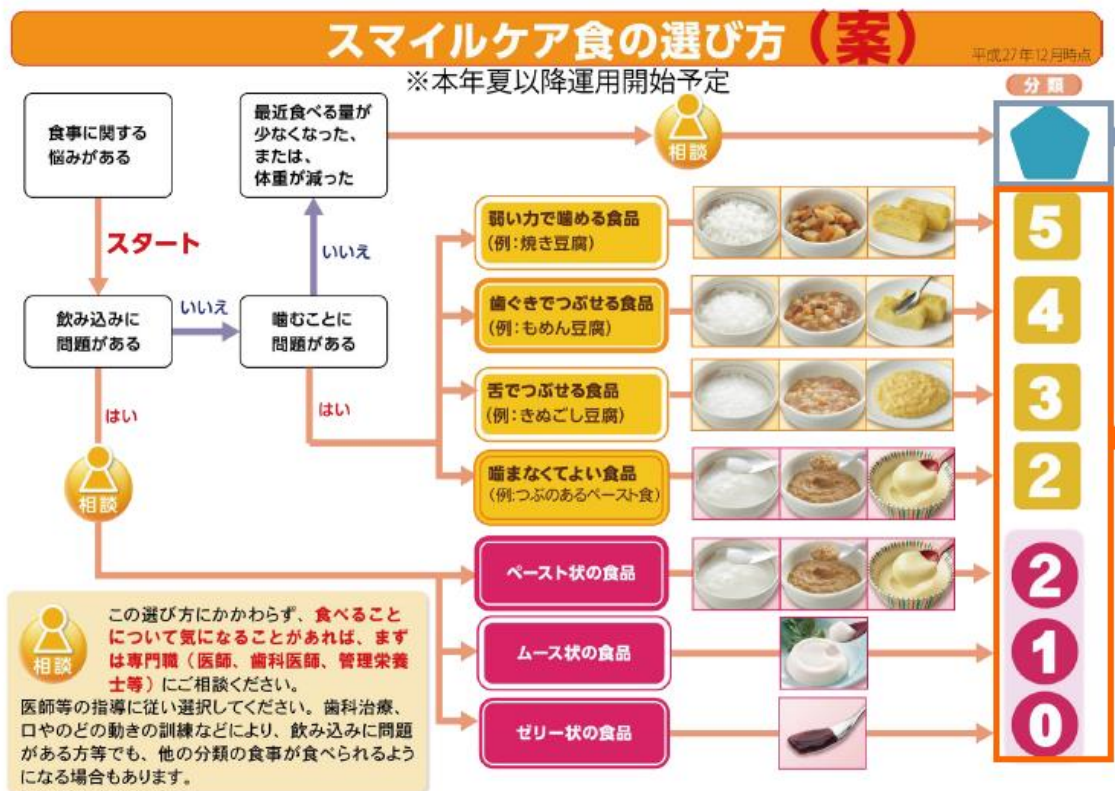 スマイルケア食の選び方（案）
平成27年12月時点
※本年夏以降運用開始予定
分類
食事に関する
悩みがある
最近食べる量が
少なくなった、
または、
体重が減った
相談
スタート
いいえ
飲み込みに
問題がある
いいえ
噛むことに
問題がある
はい
はい
相談
弱い力で噛める食品
(例：焼き豆腐)
5
歯ぐきでつぶせる食品
(例：もめん豆腐)
4
舌でつぶせる食品
(例：きぬごし豆腐)
3
噛まなくてよい食品
(例:つぶのあるペースト食)
2
ペースト状の食品
2
ムース状の食品
1
ゼリー状の食品
0
相談
この選び方にかかわらず、食べること
について気になることがあれば、まず
は専門職（医師、歯科医師、管理栄養
士等）にご相談ください。
医師等の指導に従い選択してください。歯科治療、
口やのどの動きの訓練などにより、飲み込みに問題
がある方等でも、他の分類の食事が食べられるよう
になる場合もあります。